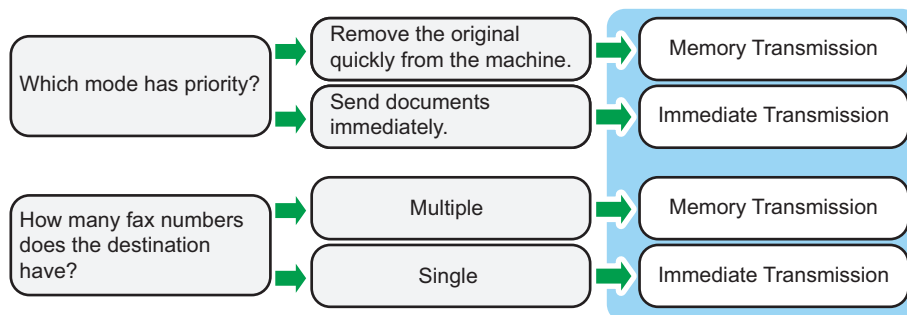 Which mode has priority?
Remove the original
quickly from the machine.
Memory Transmission
Send documents
immediately.
Immediate Transmission
How many fax numbers
does the destination
have?
Multiple
Memory Transmission
Single
Immediate Transmission